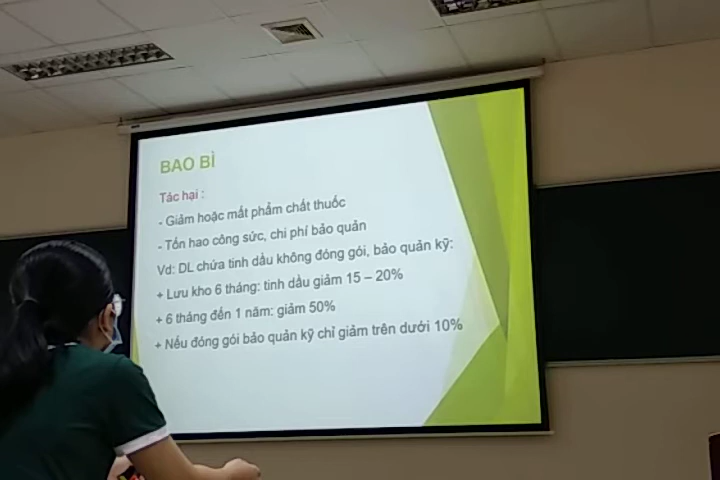 BAO BÌ
Tác hại :
- Giảm hoặc mất phẩm chất thuốc
- Tốn hao công sức, chi phí bảo quản
Vd: DL chứa tinh dầu không đóng gói, bảo quản kỹ:
+ Lưu kho 6 tháng: tinh dầu giảm 15 – 20%
+ 6 tháng đến 1 năm: giảm 50%
+ Nếu đóng gói bảo quản kỹ chỉ giảm trên dưới 10%